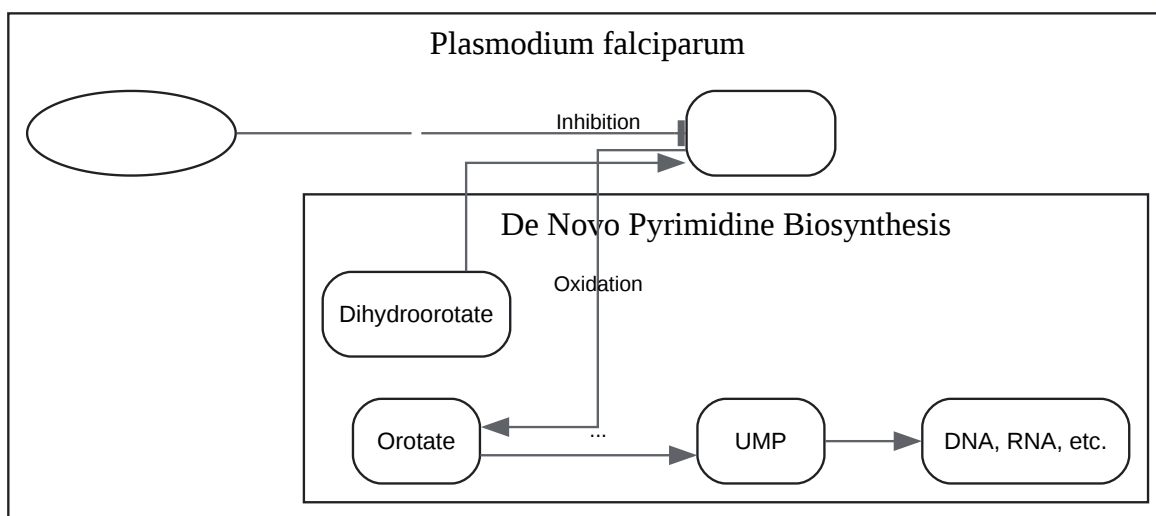 Plasmodium falciparum
Inhibition
De Novo Pyrimidine Biosynthesis
Oxidation
Dihydroorotate
...
Orotate
UMP
DNA, RNA, etc.